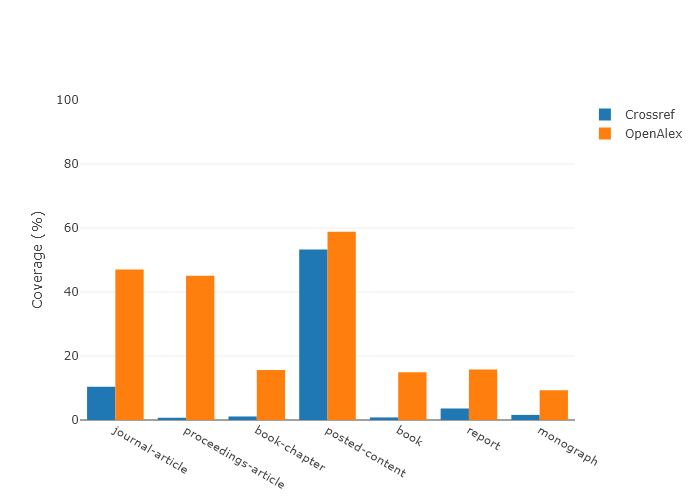 100
80
60
40
20
0
Coverage (%)
journal-article
proceedings-article
book-chapter
posted-content
book
report
monograph
Crossref
OpenAlex